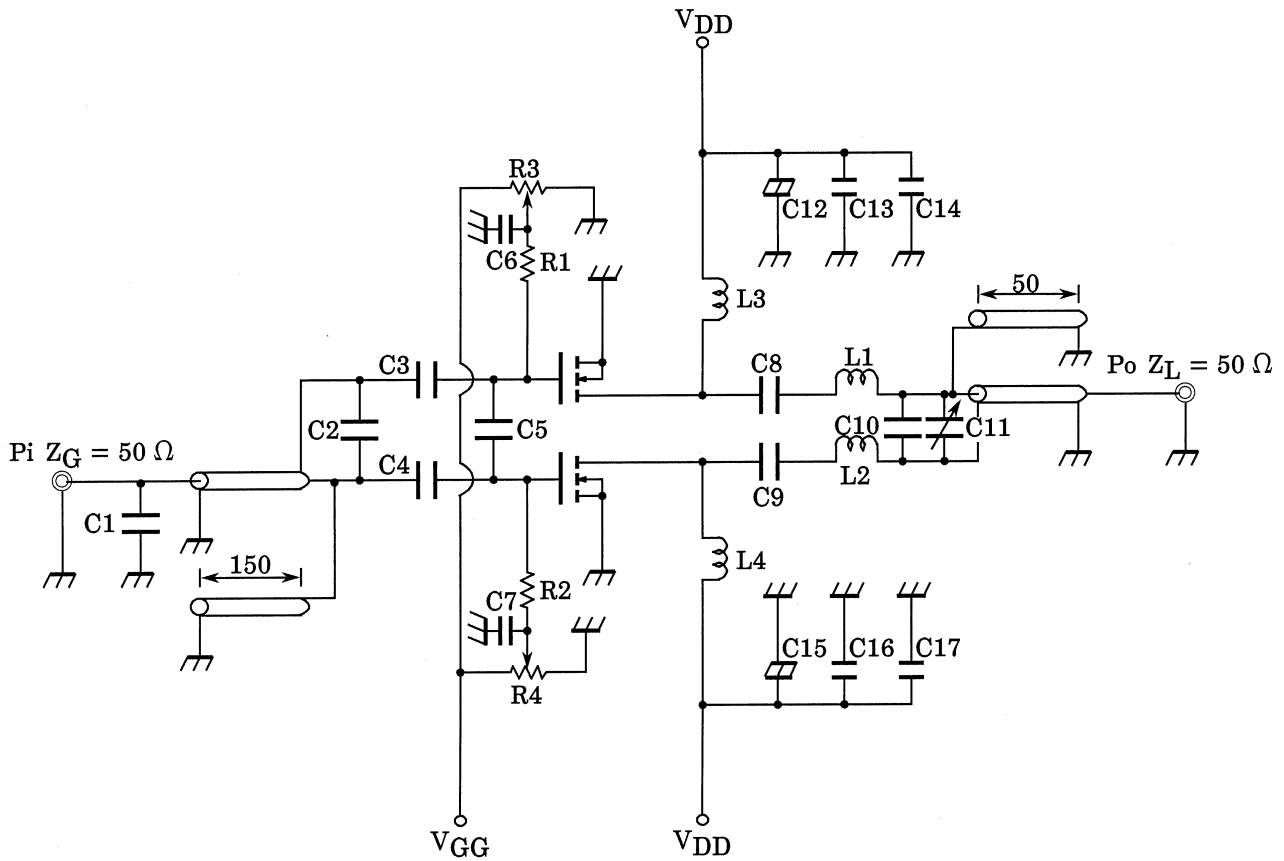 VDD
R3
C12
C13
C14
C6
R1
50
L3
C3
C8
L1
Po ZL = 50 Ω
C2
C5
C10
C11
Pi ZG = 50 Ω
C4
L2
C9
C1
L4
150
R2
C7
C15
C16
C17
R4
VGG
VDD